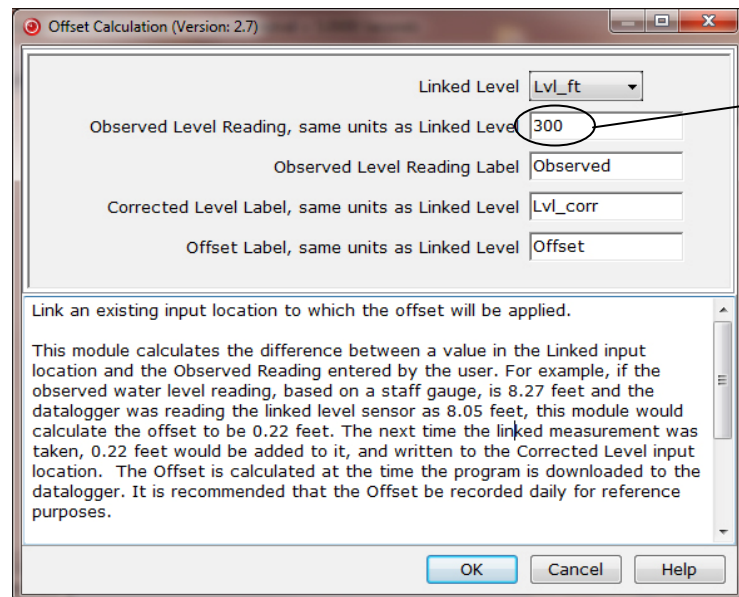 Offset Calculation (Version: 2.7)
Linked Level Lvl_ft
Observed Level Reading, same units as Linked Level 300
Observed Level Reading Label Observed
Corrected Level Label, same units as Linked Level Lvl_corr
Offset Label, same units as Linked Level Offset
Link an existing input location to which the offset will be applied.
This module calculates the difference between a value in the Linked input
location and the Observed Reading entered by the user. For example, if the
observed water level reading, based on a staff gauge, is 8.27 feet and the
datalogger was reading the linked level sensor as 8.05 feet, this module would
calculate the offset to be 0.22 feet. The next time the linked measurement was
taken, 0.22 feet would be added to it, and written to the Corrected Level input
location. The Offset is calculated at the time the program is downloaded to the
datalogger. It is recommended that the Offset be recorded daily for reference
purposes.
OK Cancel Help